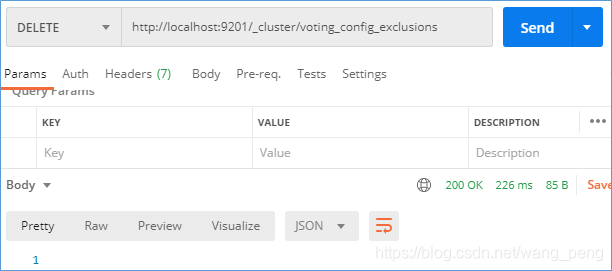 DELETE http://localhost:9201/_cluster/voting_config_exclusions Send
Params Auth Headers (7) Body Pre-req. Tests Settings
Query Params
KEY VALUE DESCRIPTION •••
Key Value Description
Body 200 OK 226 ms 85 B Save
Pretty Raw Preview Visualize JSON
1
https://blog.csdn.net/wang_peng